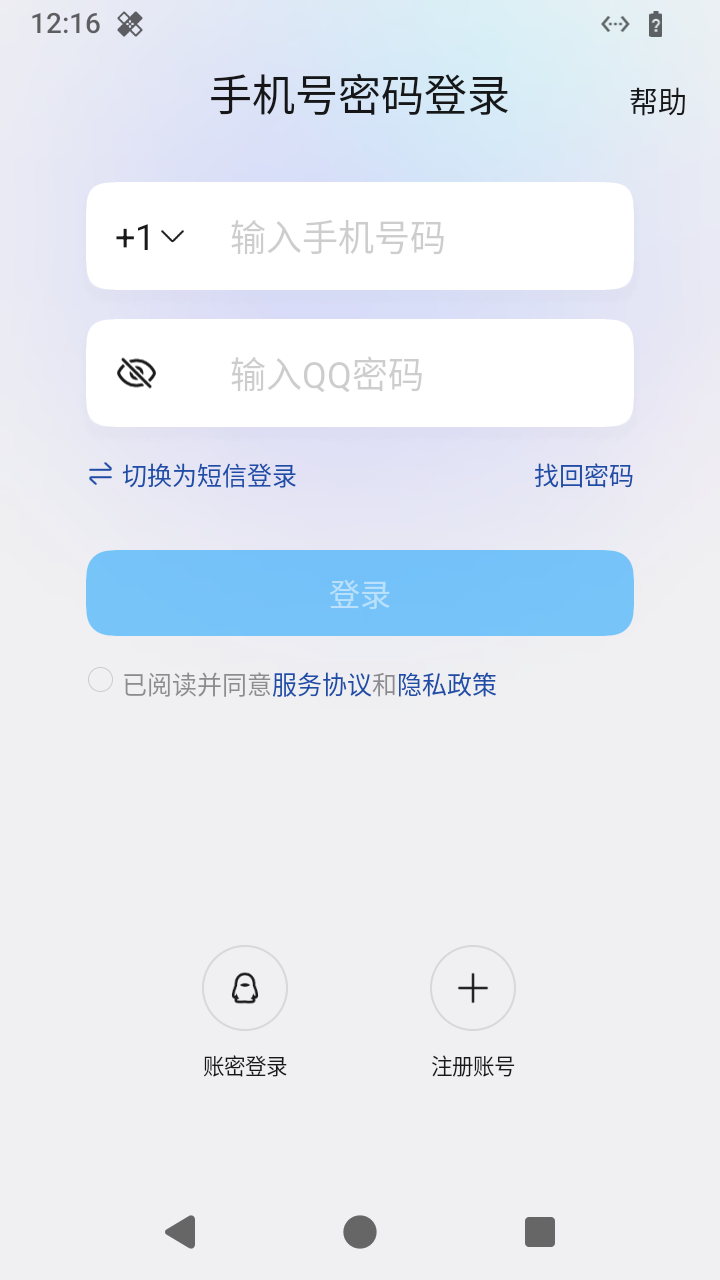 12:16
手机号密码登录
帮助
+1
输入手机号码
输入QQ密码
切换为短信登录
找回密码
登录
已阅读并同意服务协议和隐私政策
账密登录
注册账号